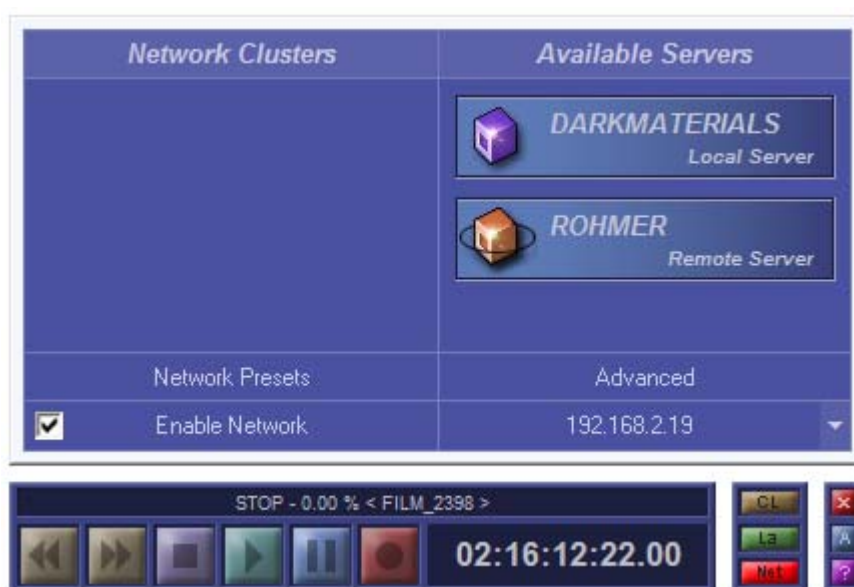 Network Clusters
Available Servers
DARKMATERIALS
Local Server
ROHMER
Remote Server
Network Presets
Advanced
Enable Network
192.168.2.19
STOP - 0.00 % < FILM_2398 >
02:16:12:22.00
CL
La
Net
X
A
?